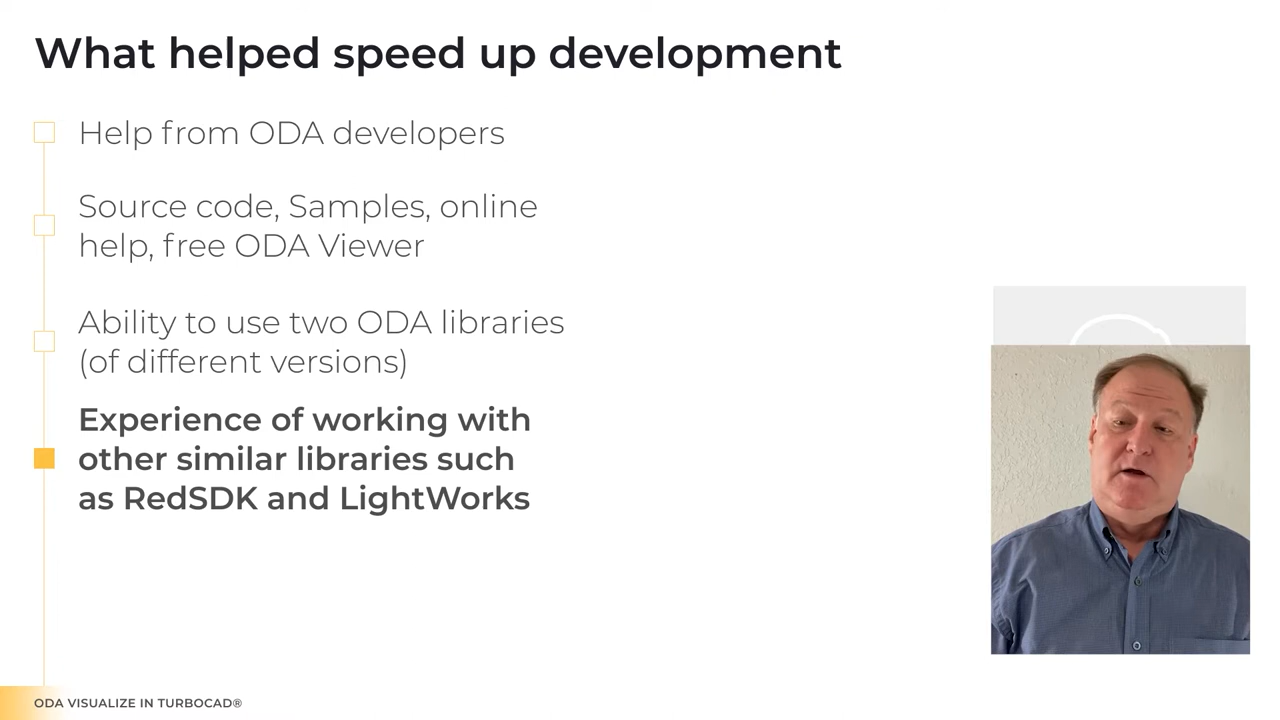 What helped speed up development
Help from ODA developers
Source code, Samples, online
help, free ODA Viewer
Ability to use two ODA libraries
(of different versions)
Experience of working with
other similar libraries such
as RedSDK and LightWorks
ODA VISUALIZE IN TURBOCAD®